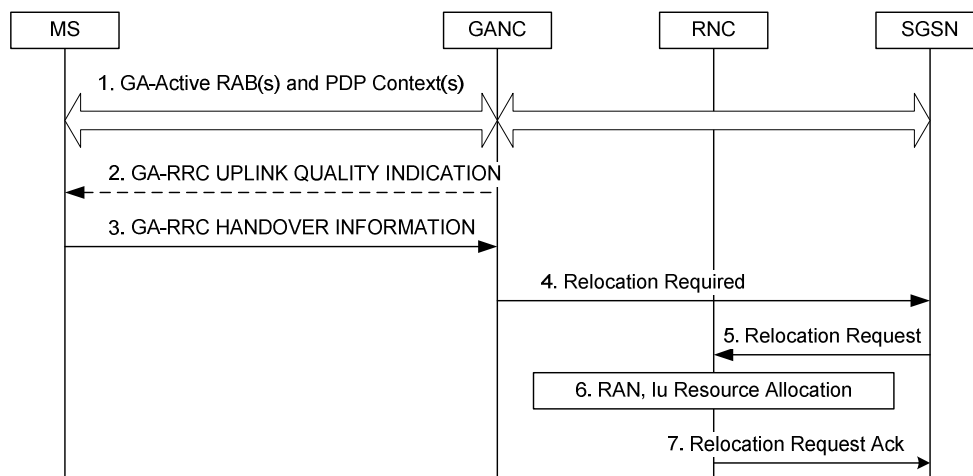 MS GANC RNC SGSN
1. GA-Active RAB(s) and PDP Context(s)
2. GA-RRC UPLINK QUALITY INDICATION
3. GA-RRC HANDOVER INFORMATION
4. Relocation Required
5. Relocation Request
6. RAN, Iu Resource Allocation
7. Relocation Request Ack